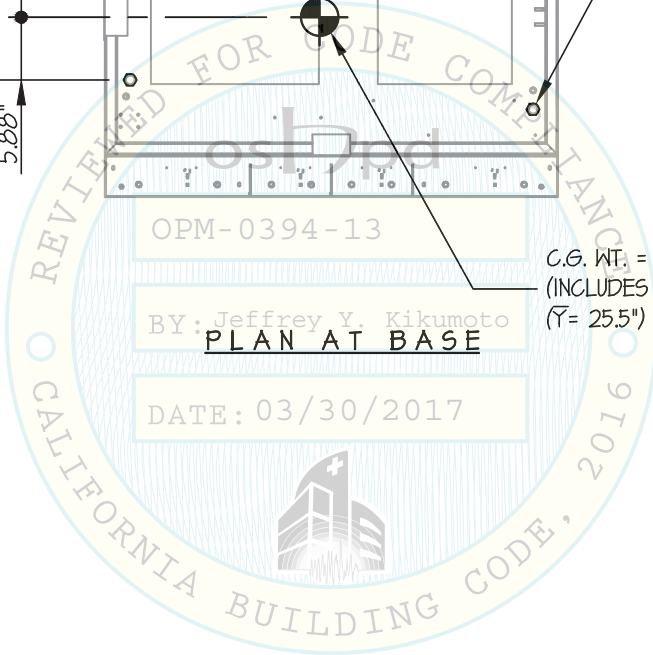 5.88"
REVIEWED FOR CODE COMPLIANCE
oshpd
OPM-0394-13
C.G. WT. =
(INCLUDES
(Y= 25.5")
BY: Jeffrey Y. Kikumoto
PLAN AT BASE
DATE: 03/30/2017
CALIFORNIA BUILDING CODE, 2016